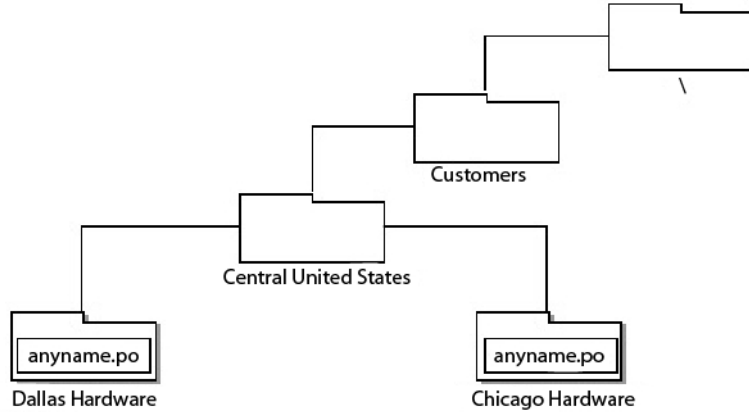 \
Customers
Central United States
anyname.po
anyname.po
Dallas Hardware
Chicago Hardware